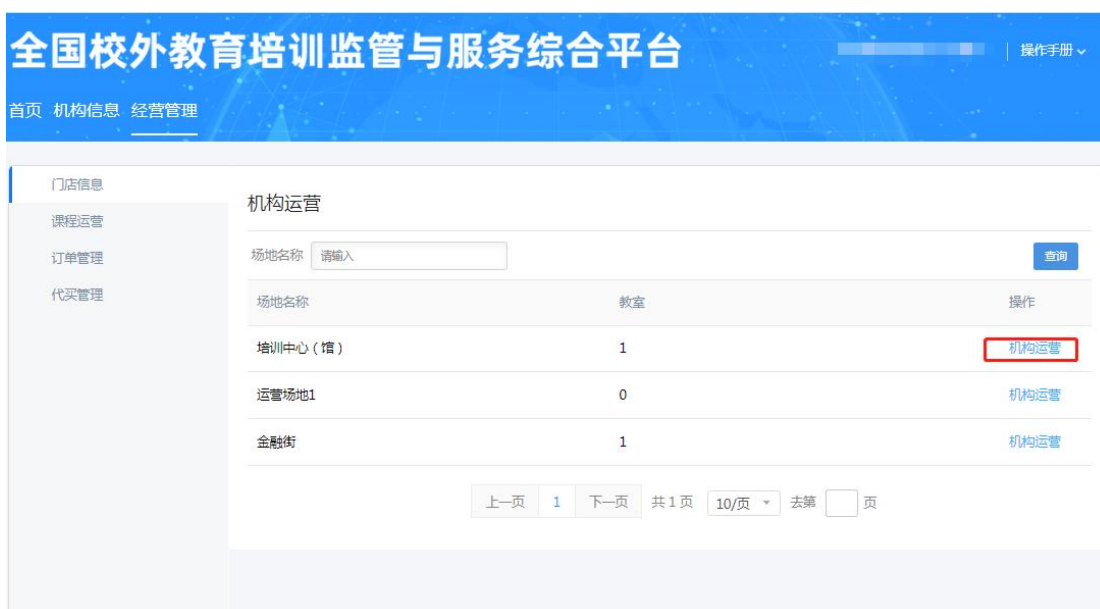 全国校外教育培训监管与服务综合平台
操作手册
首页 机构信息 经营管理
门店信息
课程运营
订单管理
代买管理
机构运营
场地名称 请输入 查询
场地名称 教室 操作
培训中心（馆） 1 机构运营
运营场地1 0 机构运营
金融街 1 机构运营
上一页 1 下一页 共1页 10/页 去第 页